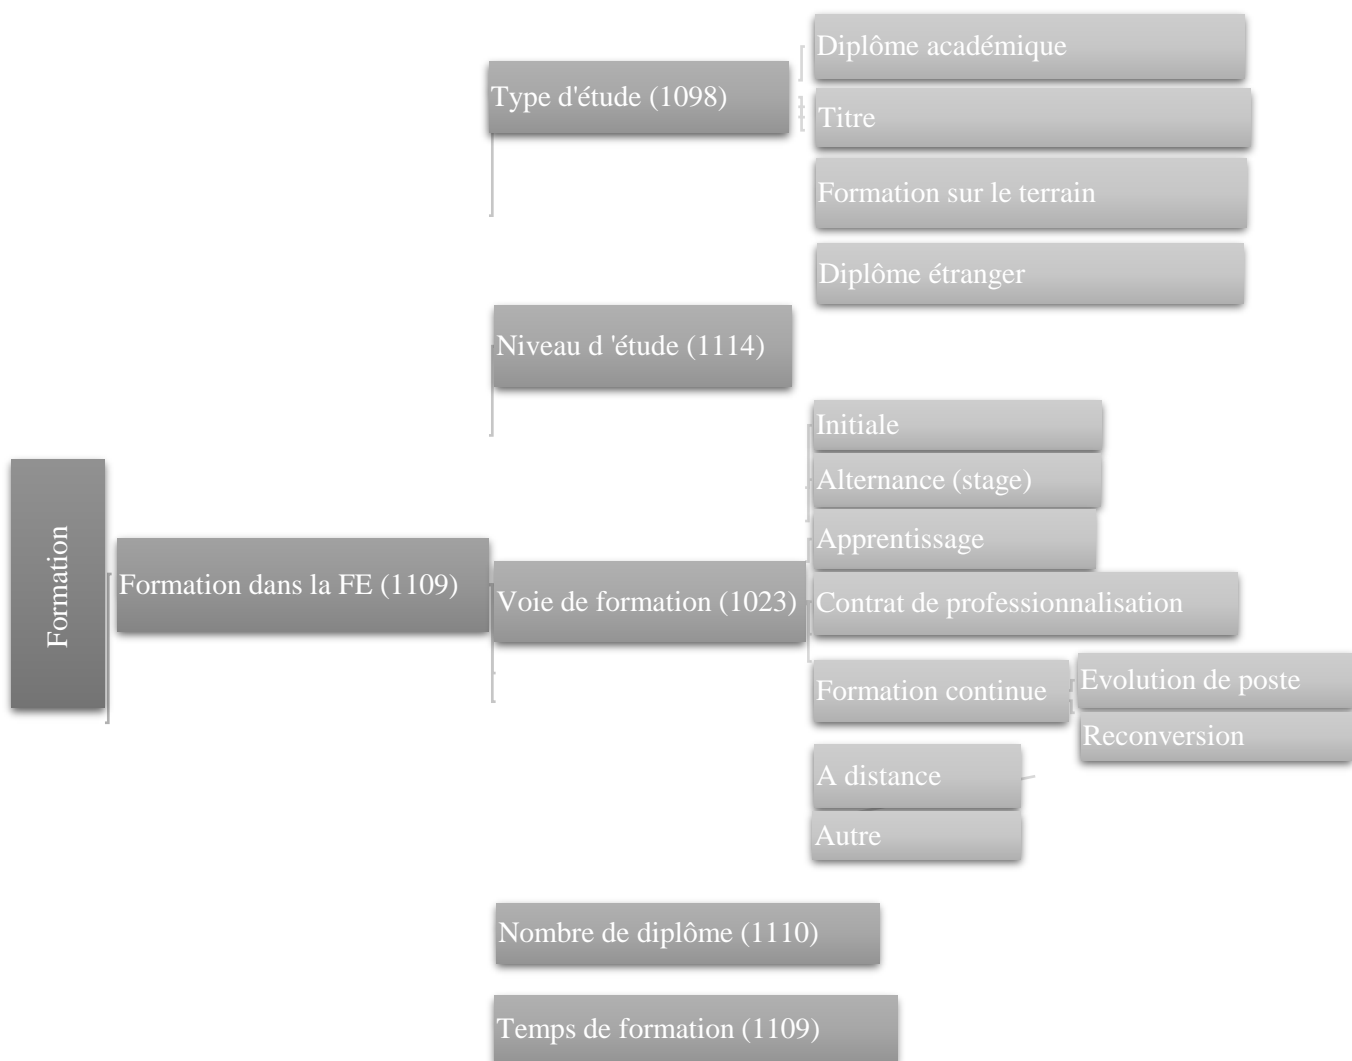 Formation
Formation dans la FE (1109)
Type d'étude (1098)
Diplôme académique
Titre
Formation sur le terrain
Diplôme étranger
Niveau d 'étude (1114)
Voie de formation (1023)
Initiale
Alternance (stage)
Apprentissage
Contrat de professionnalisation
Formation continue
Evolution de poste
Reconversion
A distance
Autre
Nombre de diplôme (1110)
Temps de formation (1109)